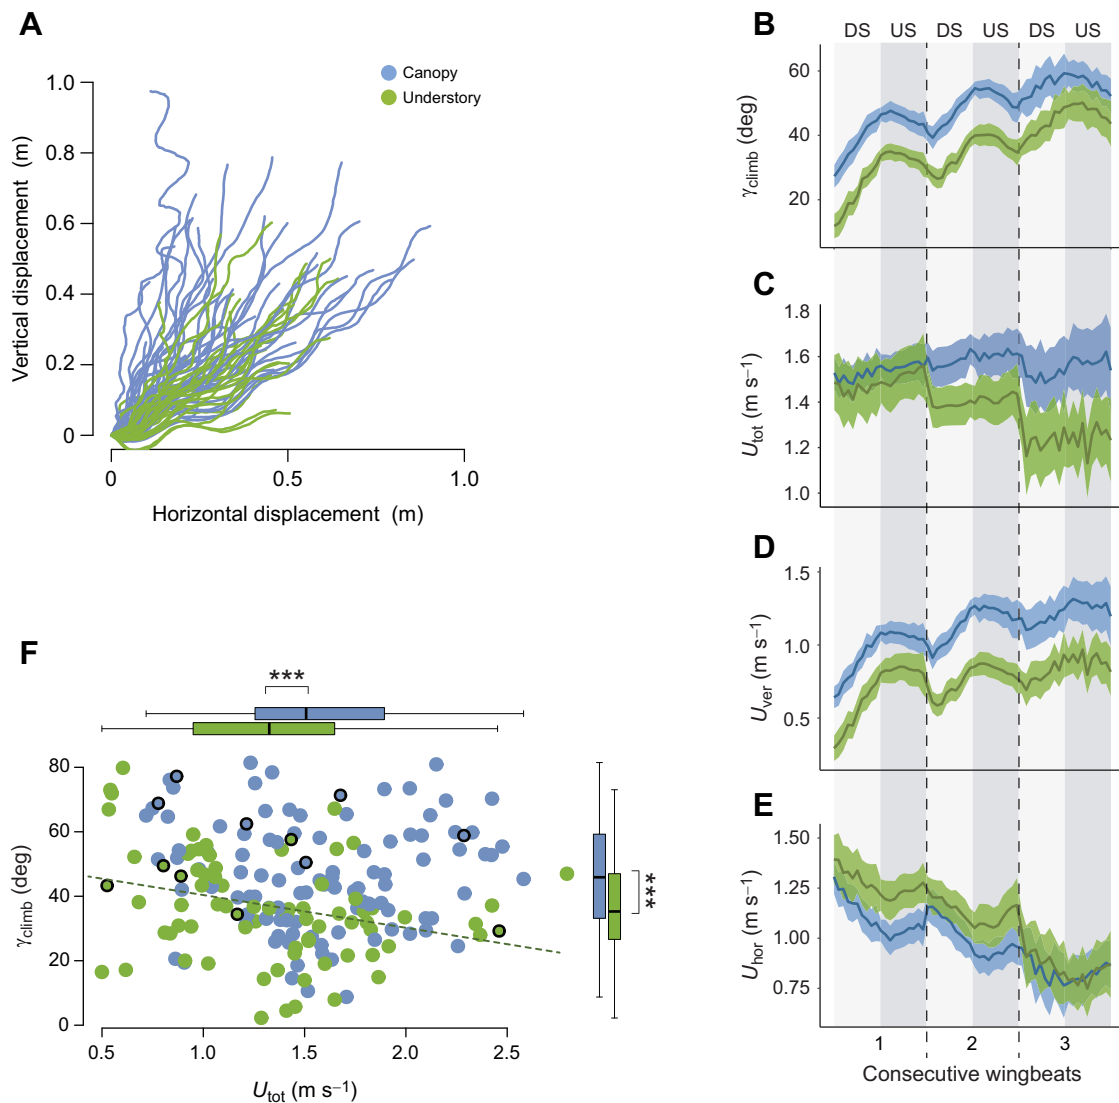 A
Canopy
Understory
1.0
0.8
0.6
0.4
0.2
0
Vertical displacement (m)
0 0.5 1.0
Horizontal displacement (m)
B
DS US DS US DS US
60
40
20
γclimb (deg)
C
1.8
1.6
1.4
1.2
1.0
Utot (m s−1)
D
1.5
1.0
0.5
Uver (m s−1)
E
1.50
1.25
1.00
0.75
Uhor (m s−1)
1 2 3
Consecutive wingbeats
F
***
***
80
60
40
20
0
γclimb (deg)
0.5 1.0 1.5 2.0 2.5
Utot (m s−1)